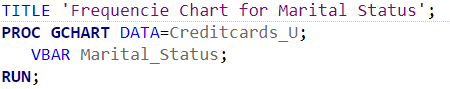 TITLE 'Frequencie Chart for Marital Status';
PROC GCHART DATA=Creditcards_U;
VBAR Marital_Status;
RUN;